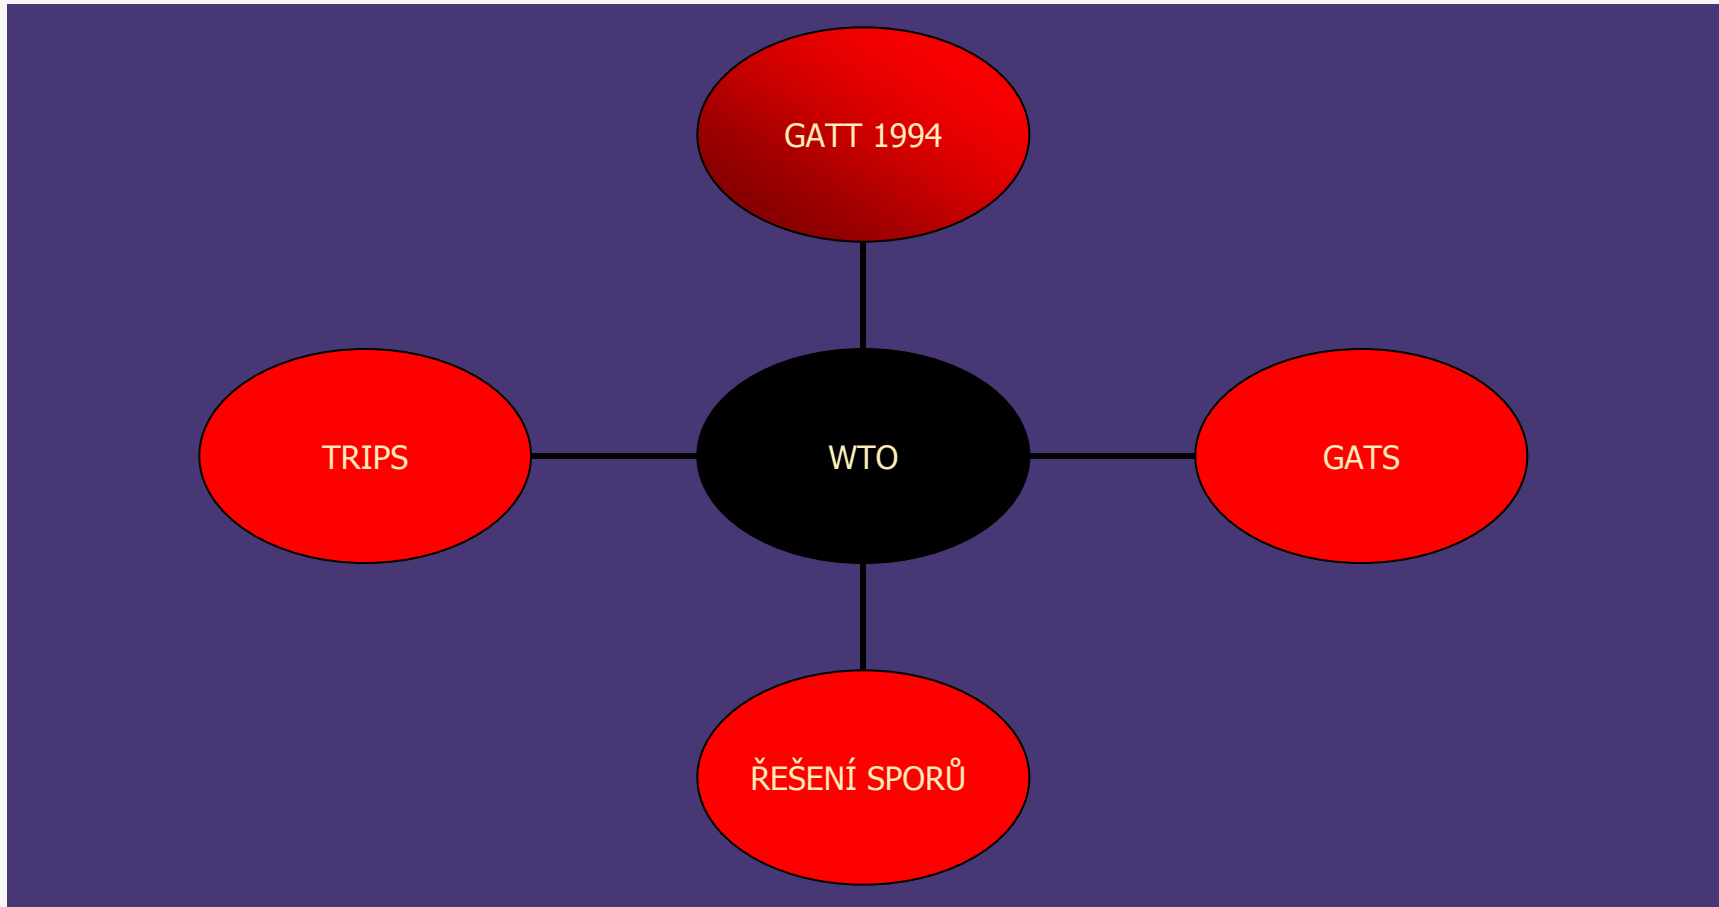 GATT 1994
TRIPS
WTO
GATS
ŘEŠENÍ SPORŮ